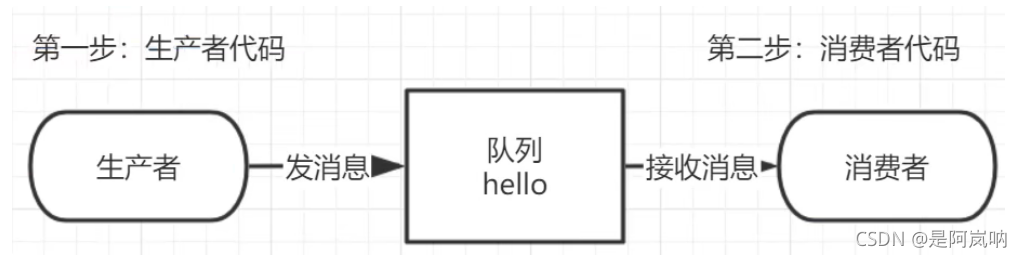 第一步：生产者代码
第二步：消费者代码
生产者
发消息
队列
hello
接收消息
消费者
CSDN @是阿岚呐